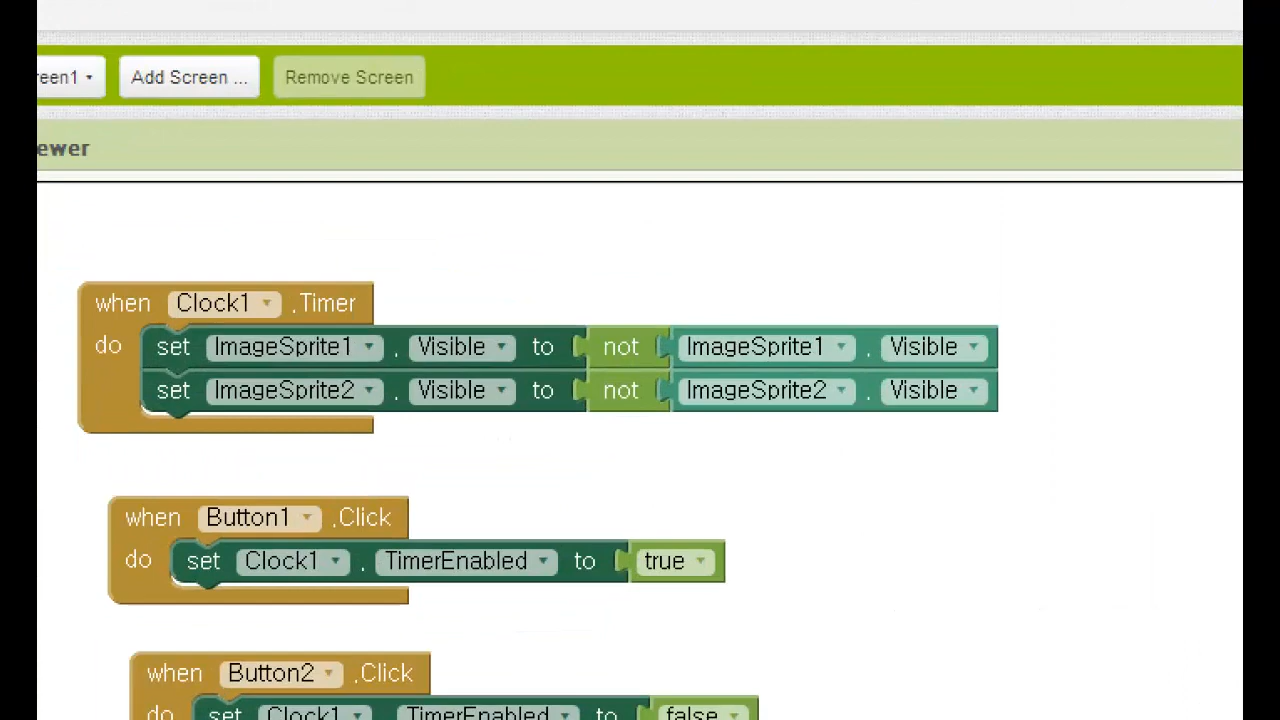 reen1 Add Screen ... Remove Screen
ewer
when Clock1 .Timer
do set ImageSprite1 . Visible to not ImageSprite1 . Visible
set ImageSprite2 . Visible to not ImageSprite2 . Visible
when Button1 .Click
do set Clock1 . TimerEnabled to true
when Button2 .Click
do set Clock1 . TimerEnabled to false